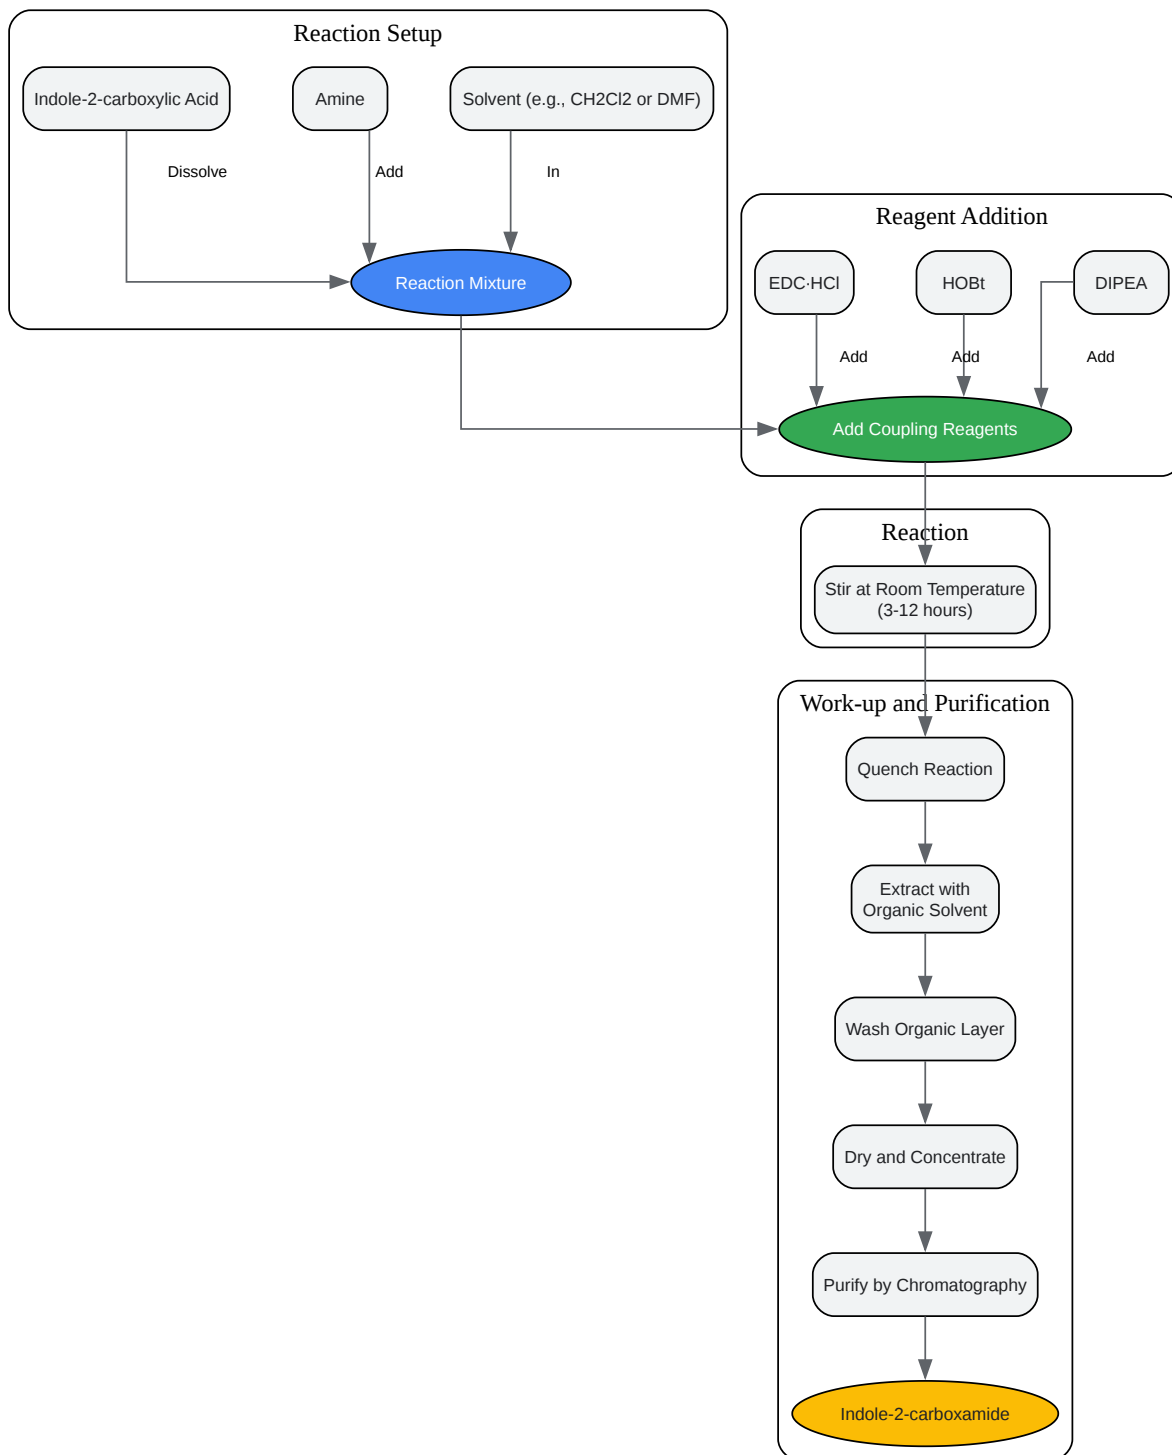 Reaction Setup
Indole-2-carboxylic Acid
Amine
Solvent (e.g., CH2Cl2 or DMF)
Dissolve
Add
In
Reaction Mixture
Reagent Addition
EDC·HCl
HOBt
DIPEA
Add
Add
Add
Add Coupling Reagents
Reaction
Stir at Room Temperature
(3-12 hours)
Work-up and Purification
Quench Reaction
Extract with
Organic Solvent
Wash Organic Layer
Dry and Concentrate
Purify by Chromatography
Indole-2-carboxamide